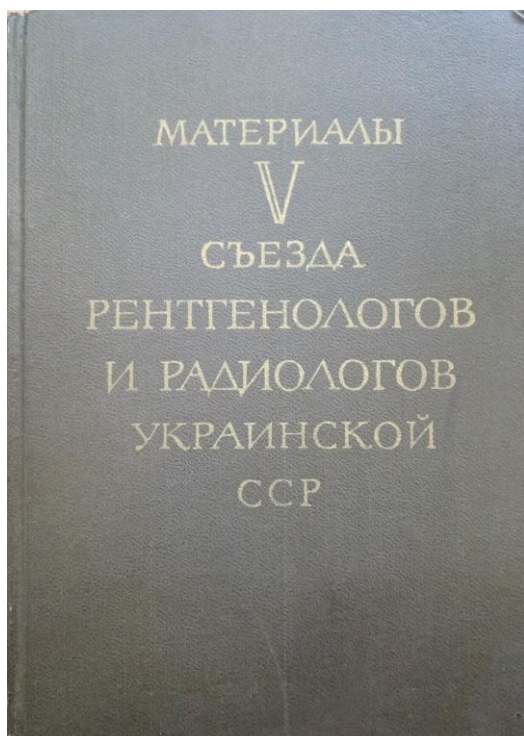 МАТЕРИАЛЫ
V
СЪЕЗДА
РЕНТГЕНОЛОГОВ
И РАДИОЛОГОВ
УКРАИНСКОЙ
ССР